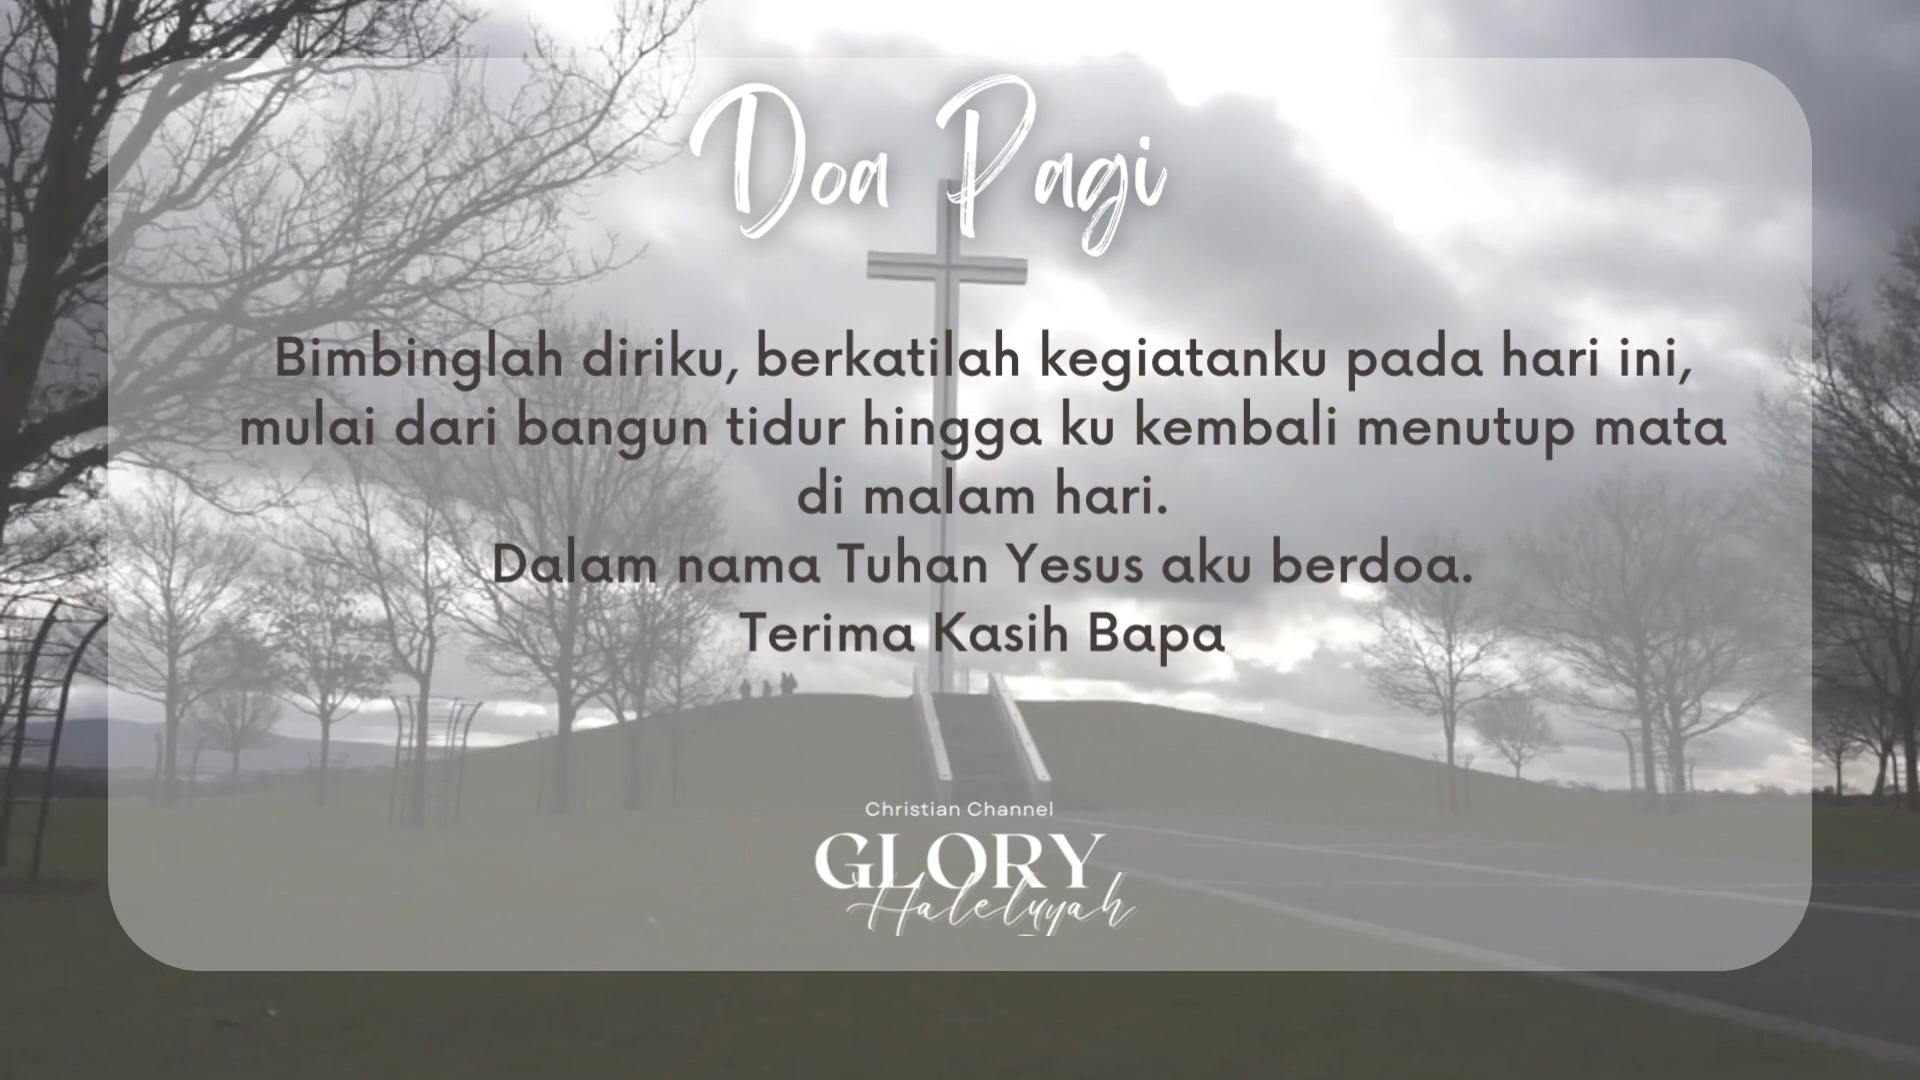 Doa Pagi
Bimbinglah diriku, berkatilah kegiatanku pada hari ini,
mulai dari bangun tidur hingga ku kembali menutup mata
di malam hari.
Dalam nama Tuhan Yesus aku berdoa.
Terima Kasih Bapa
Christian Channel
GLORY
Haleluyah